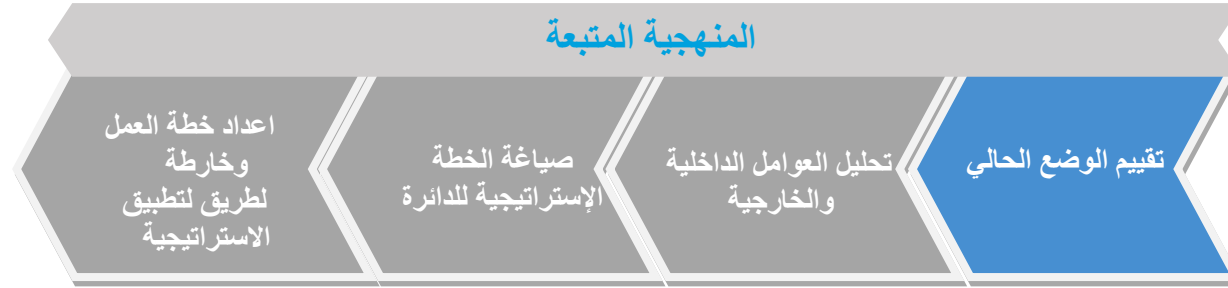 المنهجية المتبعة
تقييم الوضع الحالي
تحليل العوامل الداخلية
والخارجية
صياغة الخطة
الإستراتيجية للدائرة
اعداد خطة العمل
وخارطة
لطريق لتطبيق
الاستراتيجية